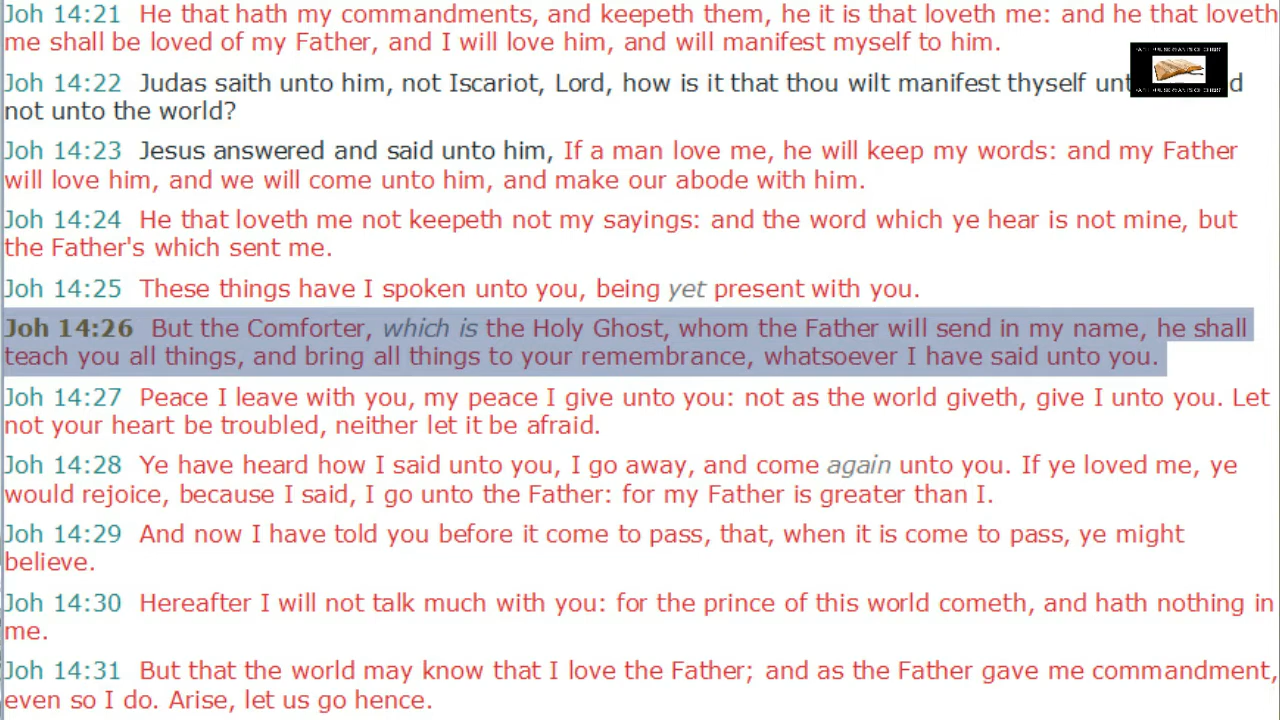 Joh 14:21 He that hath my commandments, and keepeth them, he it is that loveth me: and he that loveth
me shall be loved of my Father, and I will love him, and will manifest myself to him.
Joh 14:22 Judas saith unto him, not Iscariot, Lord, how is it that thou wilt manifest thyself
not unto the world?
Joh 14:23 Jesus answered and said unto him, If a man love me, he will keep my words: and my Father
will love him, and we will come unto him, and make our abode with him.
Joh 14:24 He that loveth me not keepeth not my sayings: and the word which ye hear is not mine, but
the Father's which sent me.
Joh 14:25 These things have I spoken unto you, being yet present with you.
Joh 14:26 But the Comforter, which is the Holy Ghost, whom the Father will send in my name, he shall
teach you all things, and bring all things to your remembrance, whatsoever I have said unto you.
Joh 14:27 Peace I leave with you, my peace I give unto you: not as the world giveth, give I unto you. Let
not your heart be troubled, neither let it be afraid.
Joh 14:28 Ye have heard how I said unto you, I go away, and come again unto you. If ye loved me, ye
would rejoice, because I said, I go unto the Father: for my Father is greater than I.
Joh 14:29 And now I have told you before it come to pass, that, when it is come to pass, ye might
believe.
Joh 14:30 Hereafter I will not talk much with you: for the prince of this world cometh, and hath nothing in
me.
Joh 14:31 But that the world may know that I love the Father; and as the Father gave me commandment,
even so I do. Arise, let us go hence.